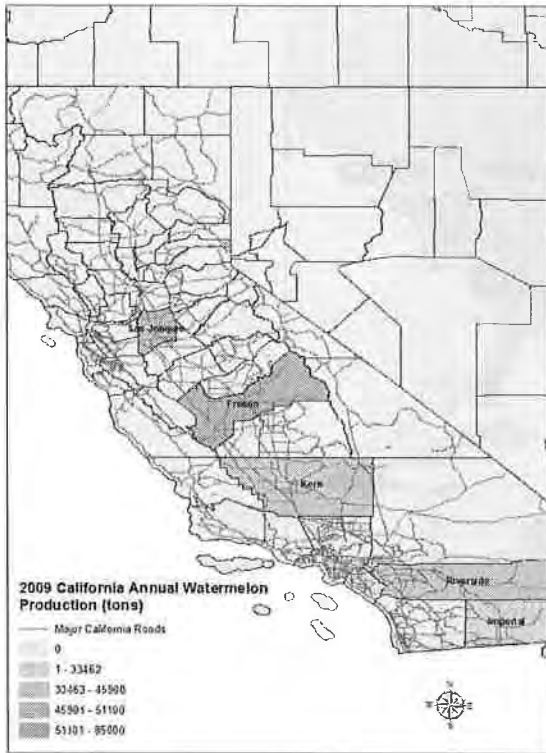 Los Joaquin
Fresno
Kern
Riverside
Imperial
2009 California Annual Watermelon
Production (tons)
Major California Roads
0
1 - 33462
33463 - 45900
45901 - 51100
51101 - 85000
N
S